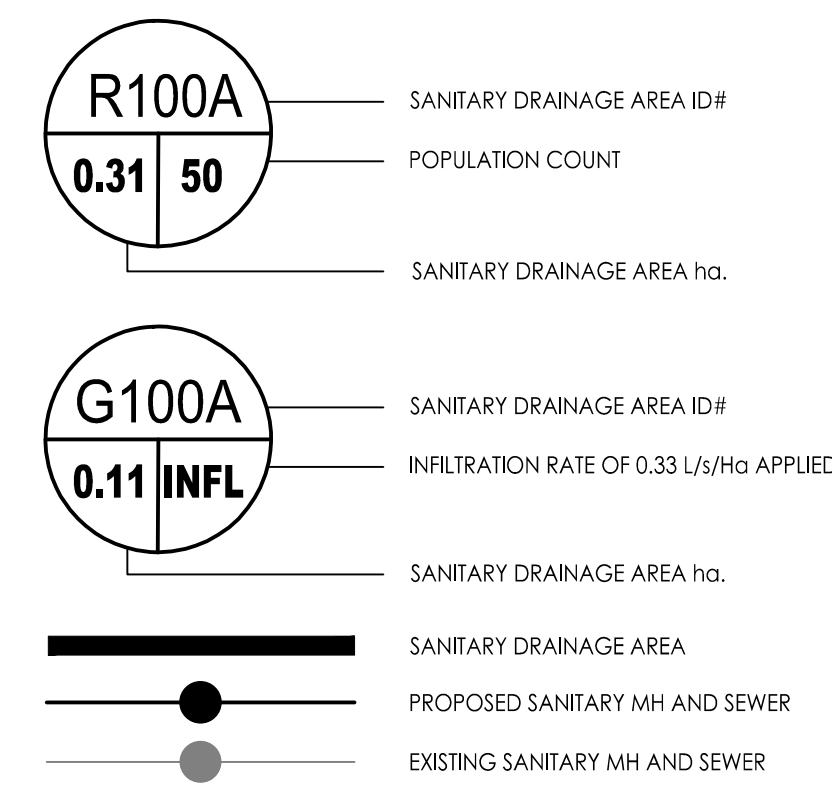 R100A
SANITARY DRAINAGE AREA ID#
0.31 50
POPULATION COUNT
SANITARY DRAINAGE AREA ha.
G100A
SANITARY DRAINAGE AREA ID#
0.11 INFL
INFILTRATION RATE OF 0.33 L/s/Ha APPLIED
SANITARY DRAINAGE AREA ha.
SANITARY DRAINAGE AREA
PROPOSED SANITARY MH AND SEWER
EXISTING SANITARY MH AND SEWER